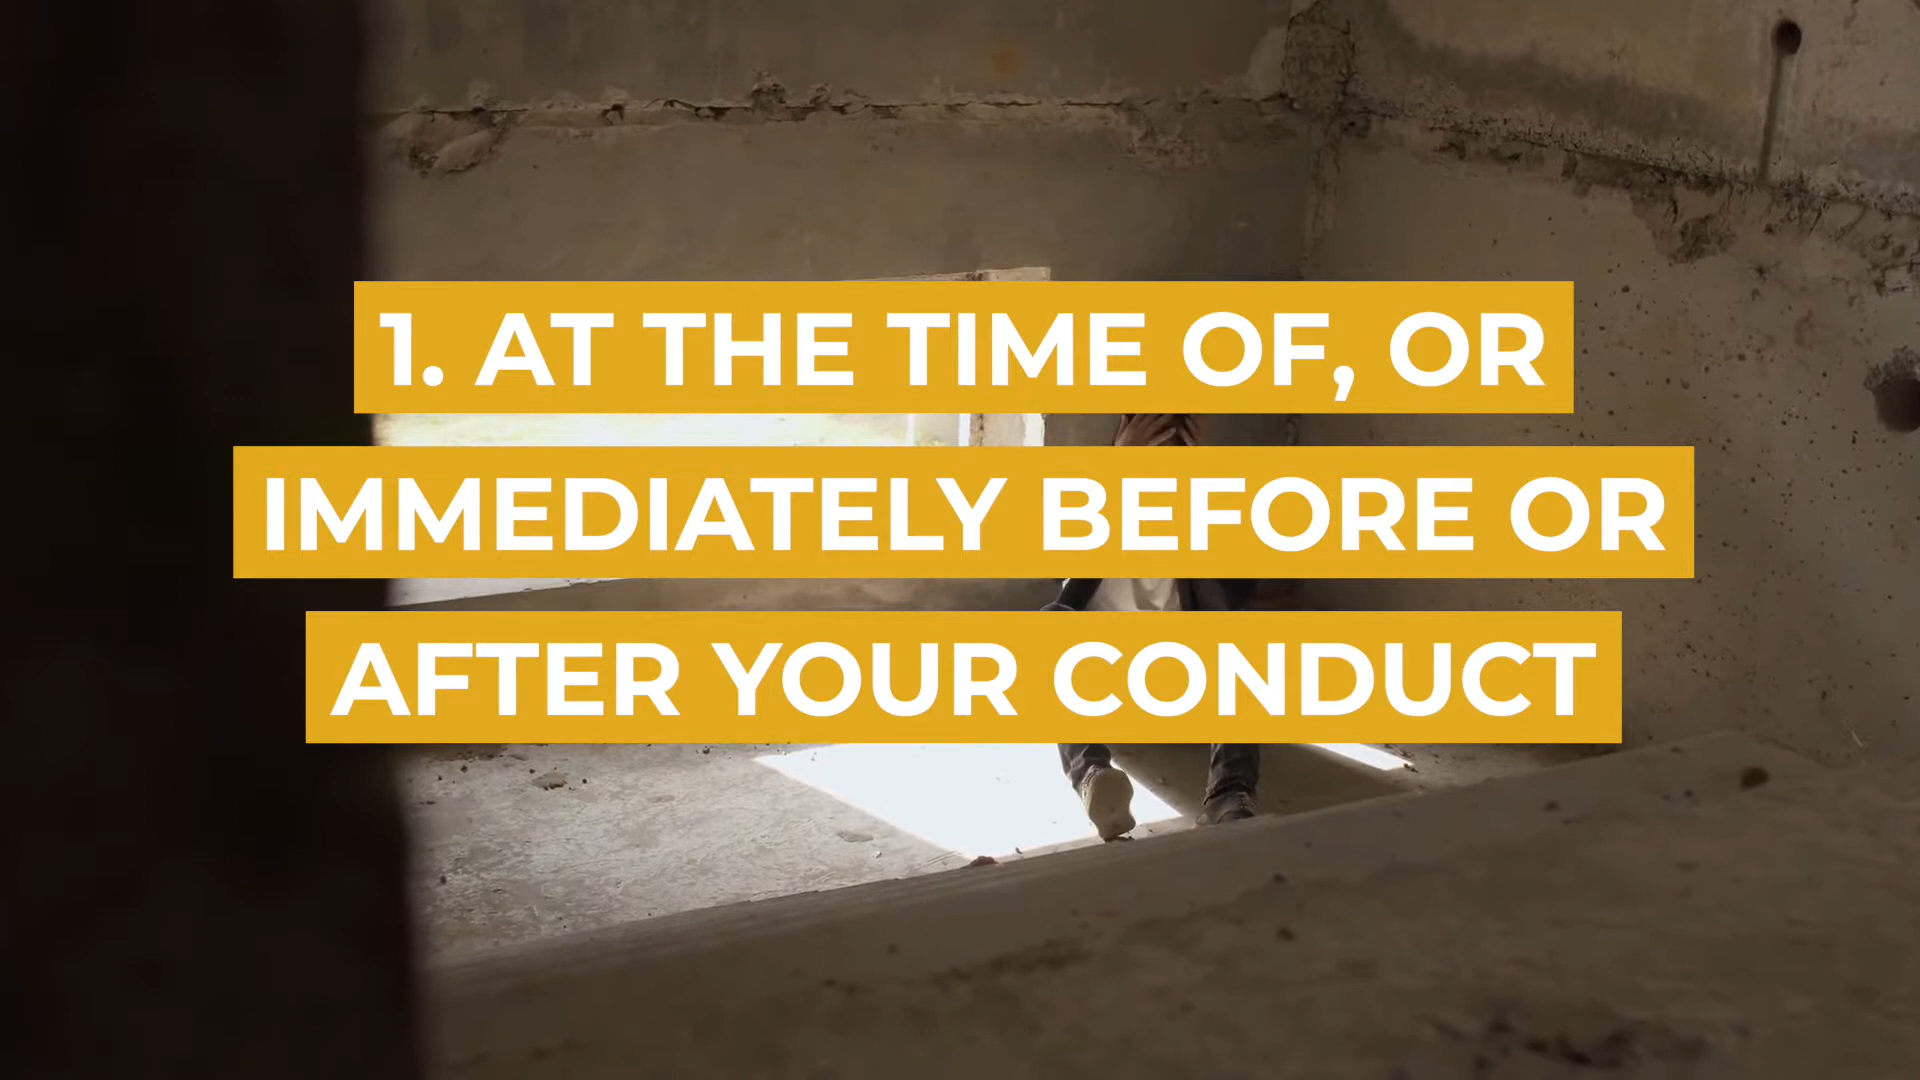 1. AT THE TIME OF, OR
IMMEDIATELY BEFORE OR
AFTER YOUR CONDUCT